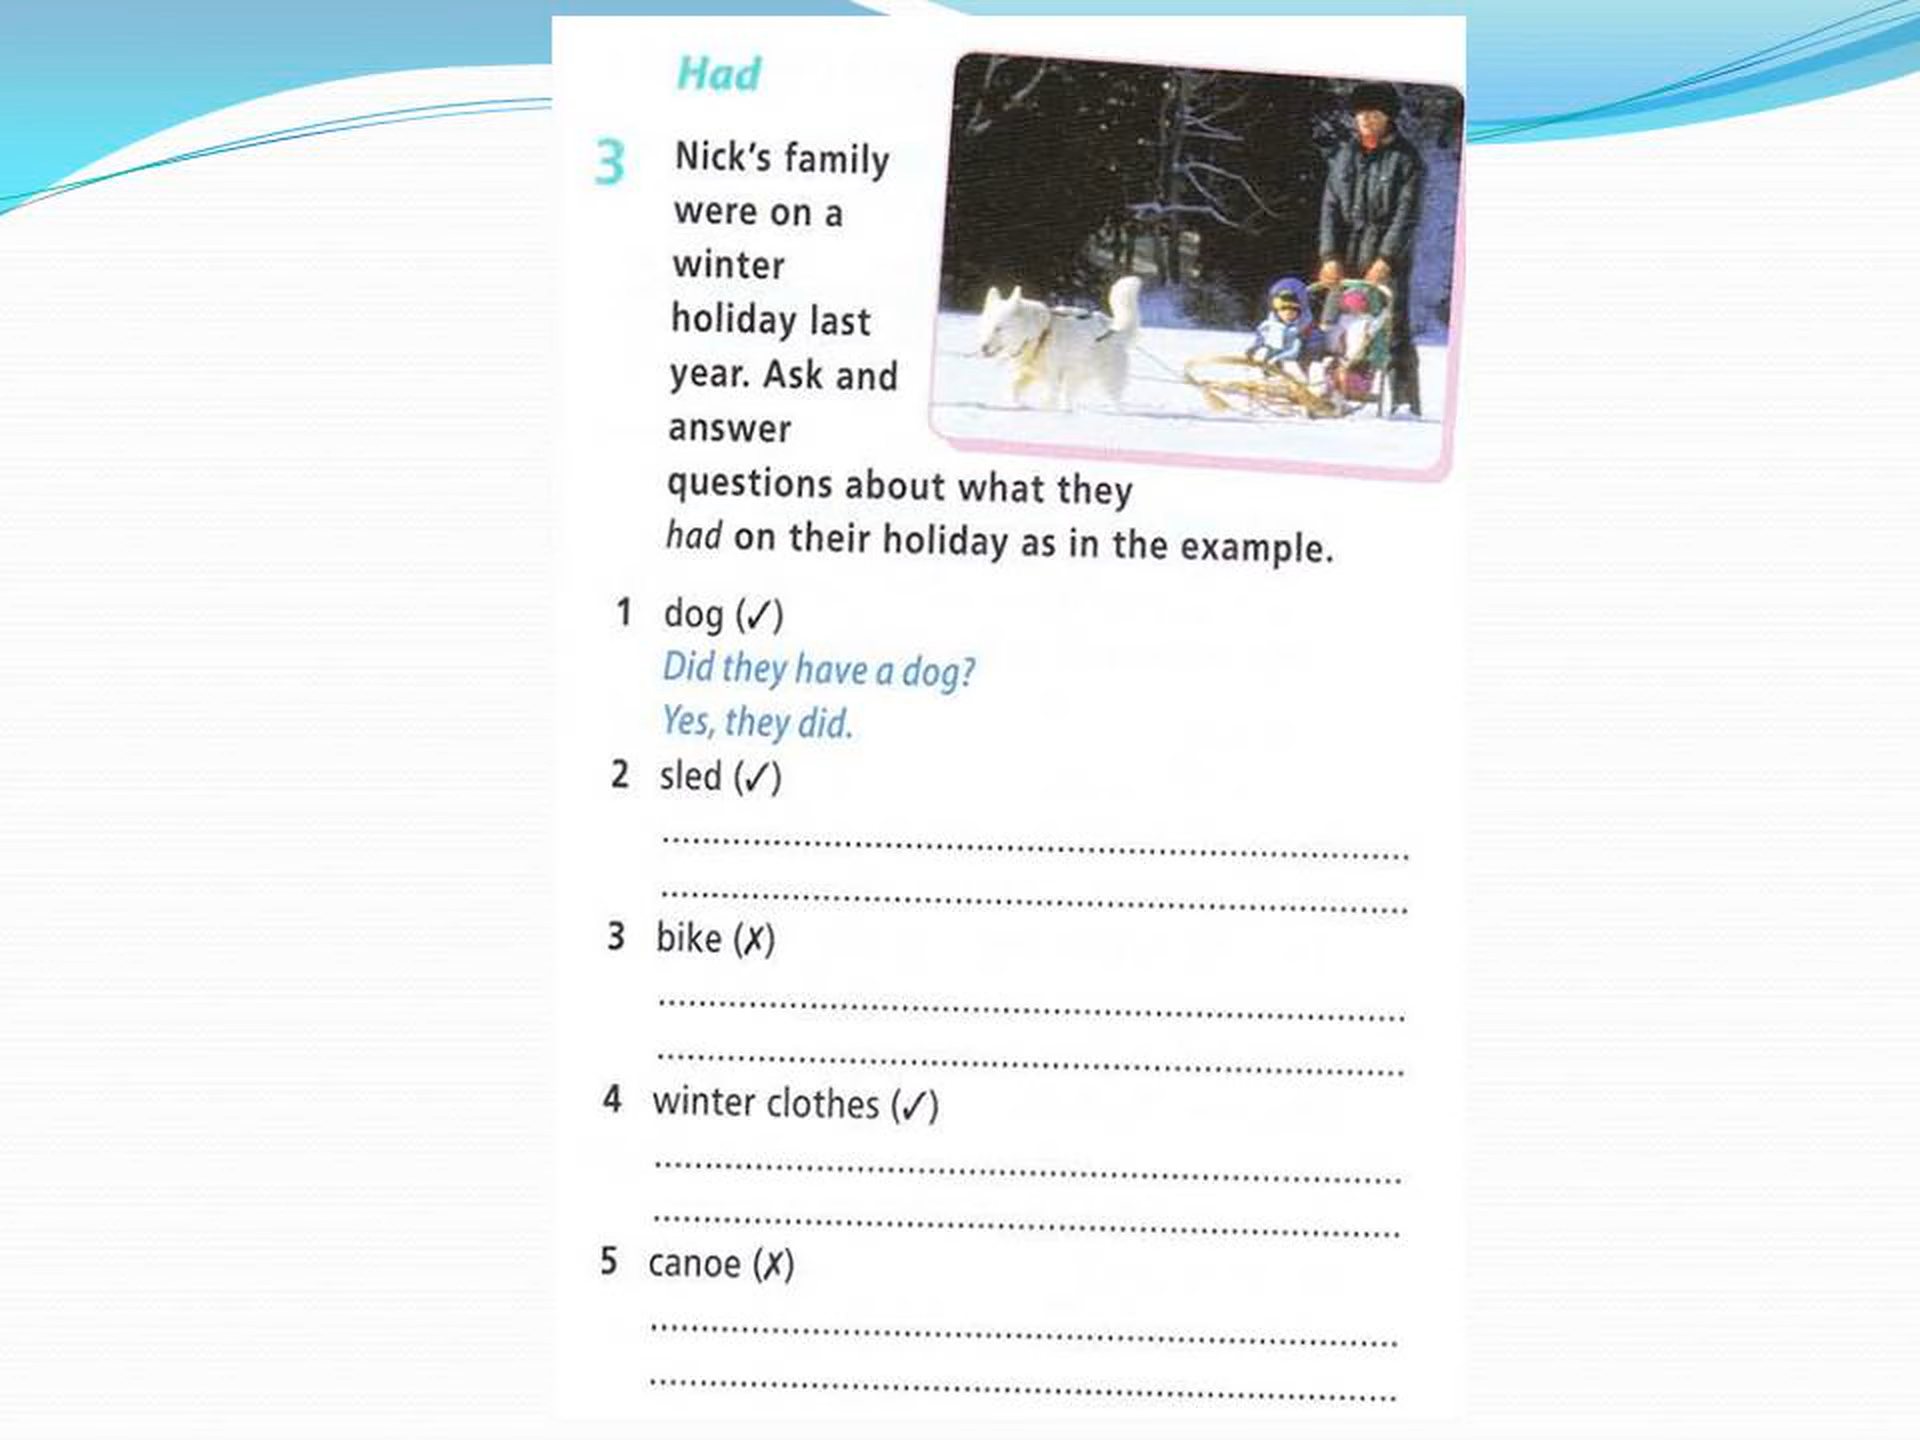 Had
3 Nick's family
were on a
winter
holiday last
year. Ask and
answer
questions about what they
had on their holiday as in the example.
1 dog (✓)
Did they have a dog?
Yes, they did.
2 sled (✓)
3 bike (✗)
4 winter clothes (✓)
5 canoe (✗)